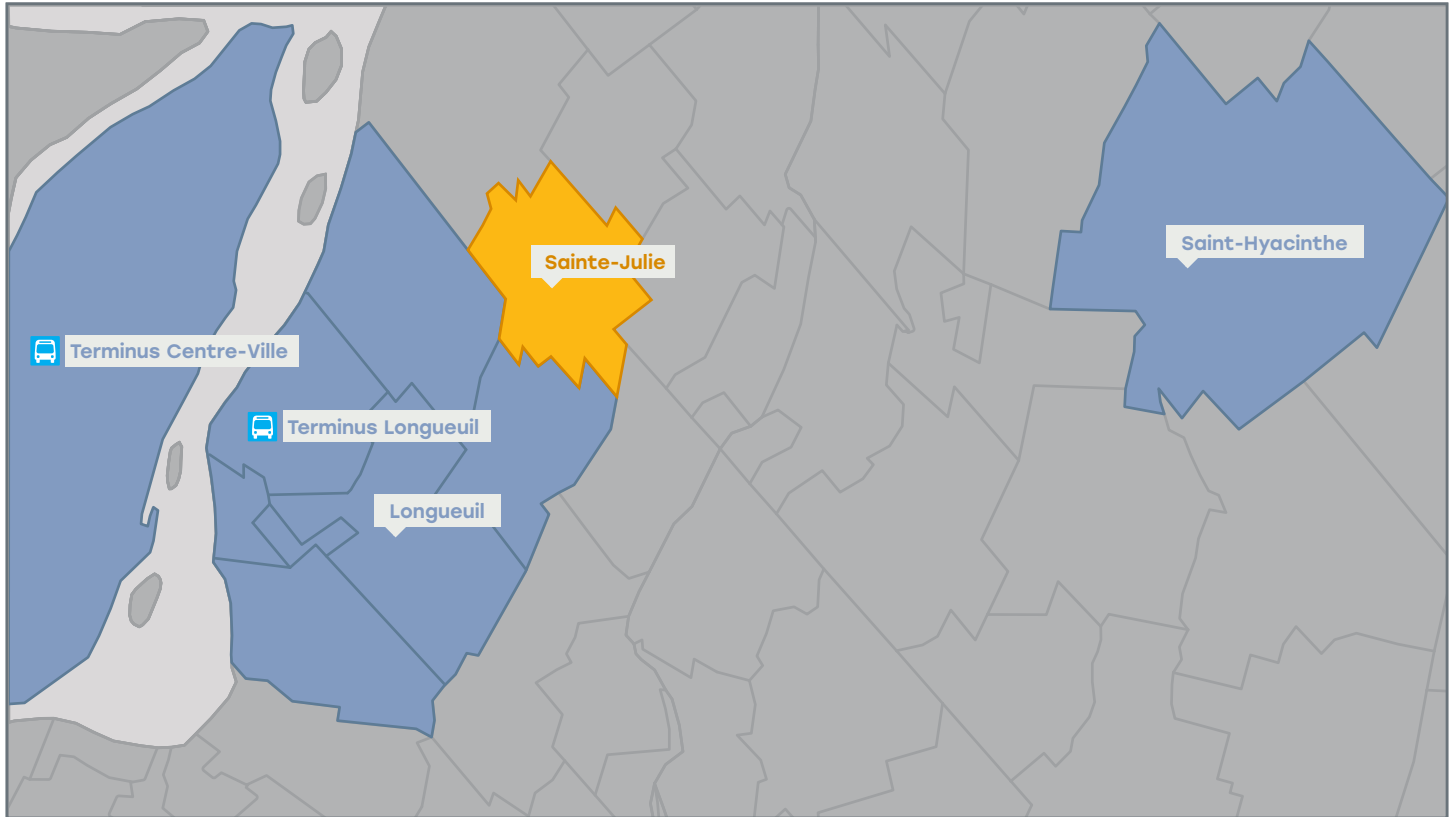 Saint-Hyacinthe
Sainte-Julie
Terminus Centre-Ville
Terminus Longueuil
Longueuil